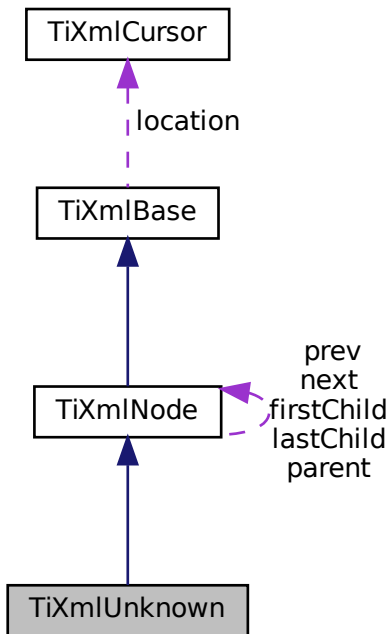 TiXmlCursor
location
TiXmlBase
prev
next
firstChild
lastChild
parent
TiXmlNode
TiXmlUnknown